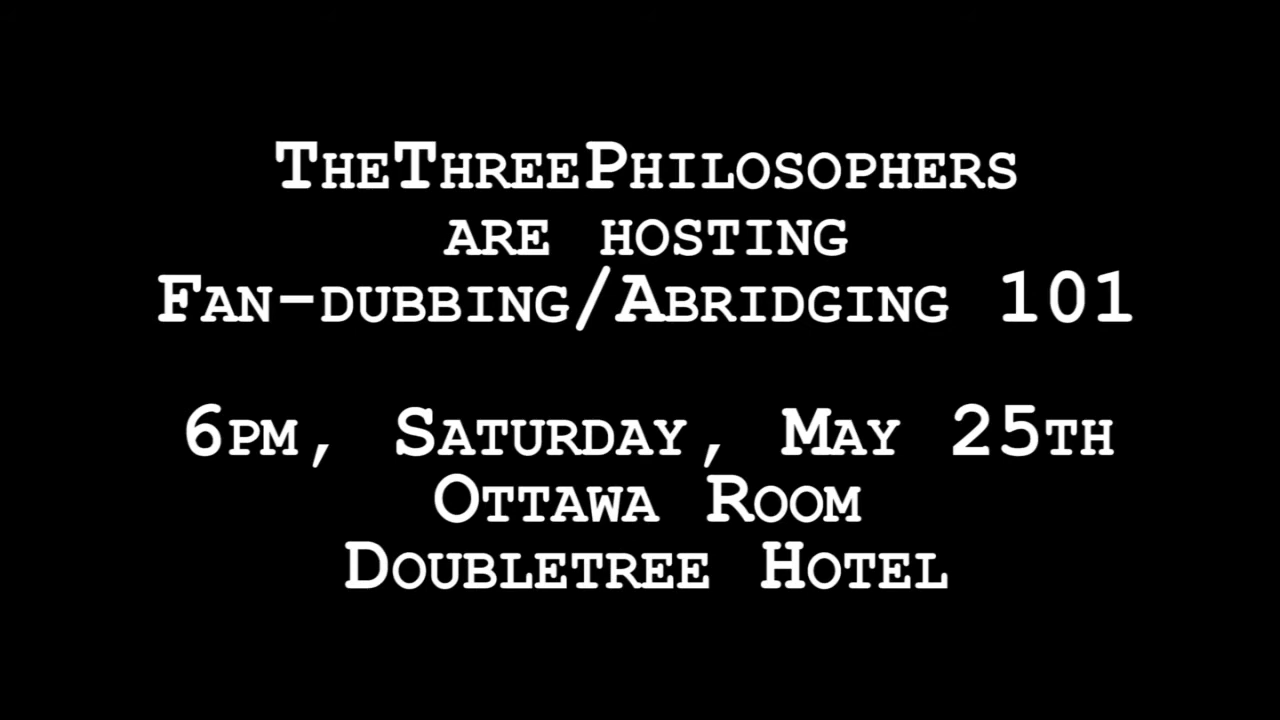 TheThreePhilosophers
are hosting
Fan-dubbing/Abridging 101
6pm, Saturday, May 25th
Ottawa Room
Doubletree Hotel